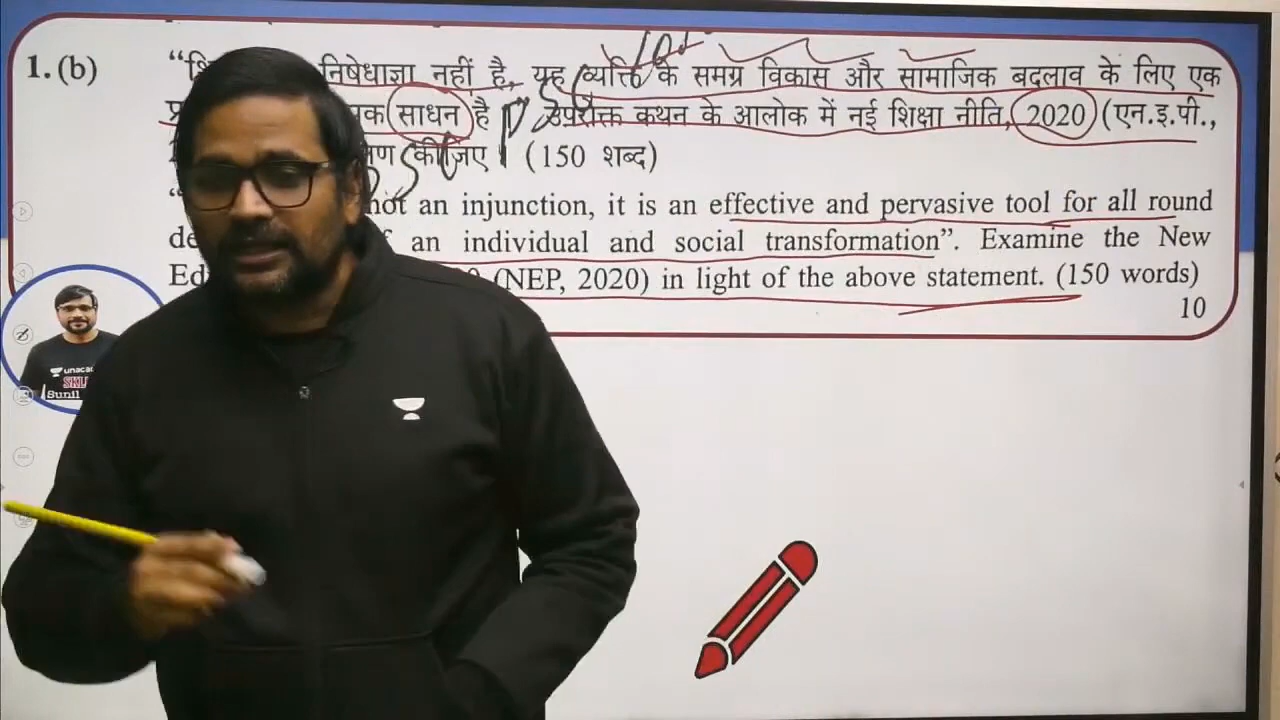 1. (b)
निषेधाज्ञा नहीं है, यह व्यक्ति के समग्र विकास और सामाजिक बदलाव के लिए एक
साधन है। उपरोक्त कथन के आलोक में नई शिक्षा नीति, 2020 (एन.इ.पी.,
कीजिए। (150 शब्द)
not an injunction, it is an effective and pervasive tool for all round
an individual and social transformation”. Examine the New
(NEP, 2020) in light of the above statement. (150 words)
10
Sunil